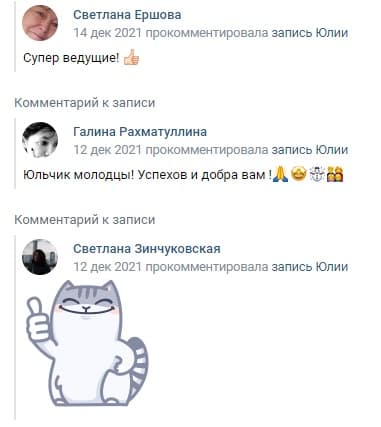 Светлана Ершова
14 дек 2021 прокомментировала запись Юлии
Супер ведущие! 👍🏻
Комментарий к записи
Галина Рахматуллина
12 дек 2021 прокомментировала запись Юлии
Юльчик молодцы! Успехов и добра вам !🙏🤩☃👸
Комментарий к записи
Светлана Зинчуковская
12 дек 2021 прокомментировала запись Юлии